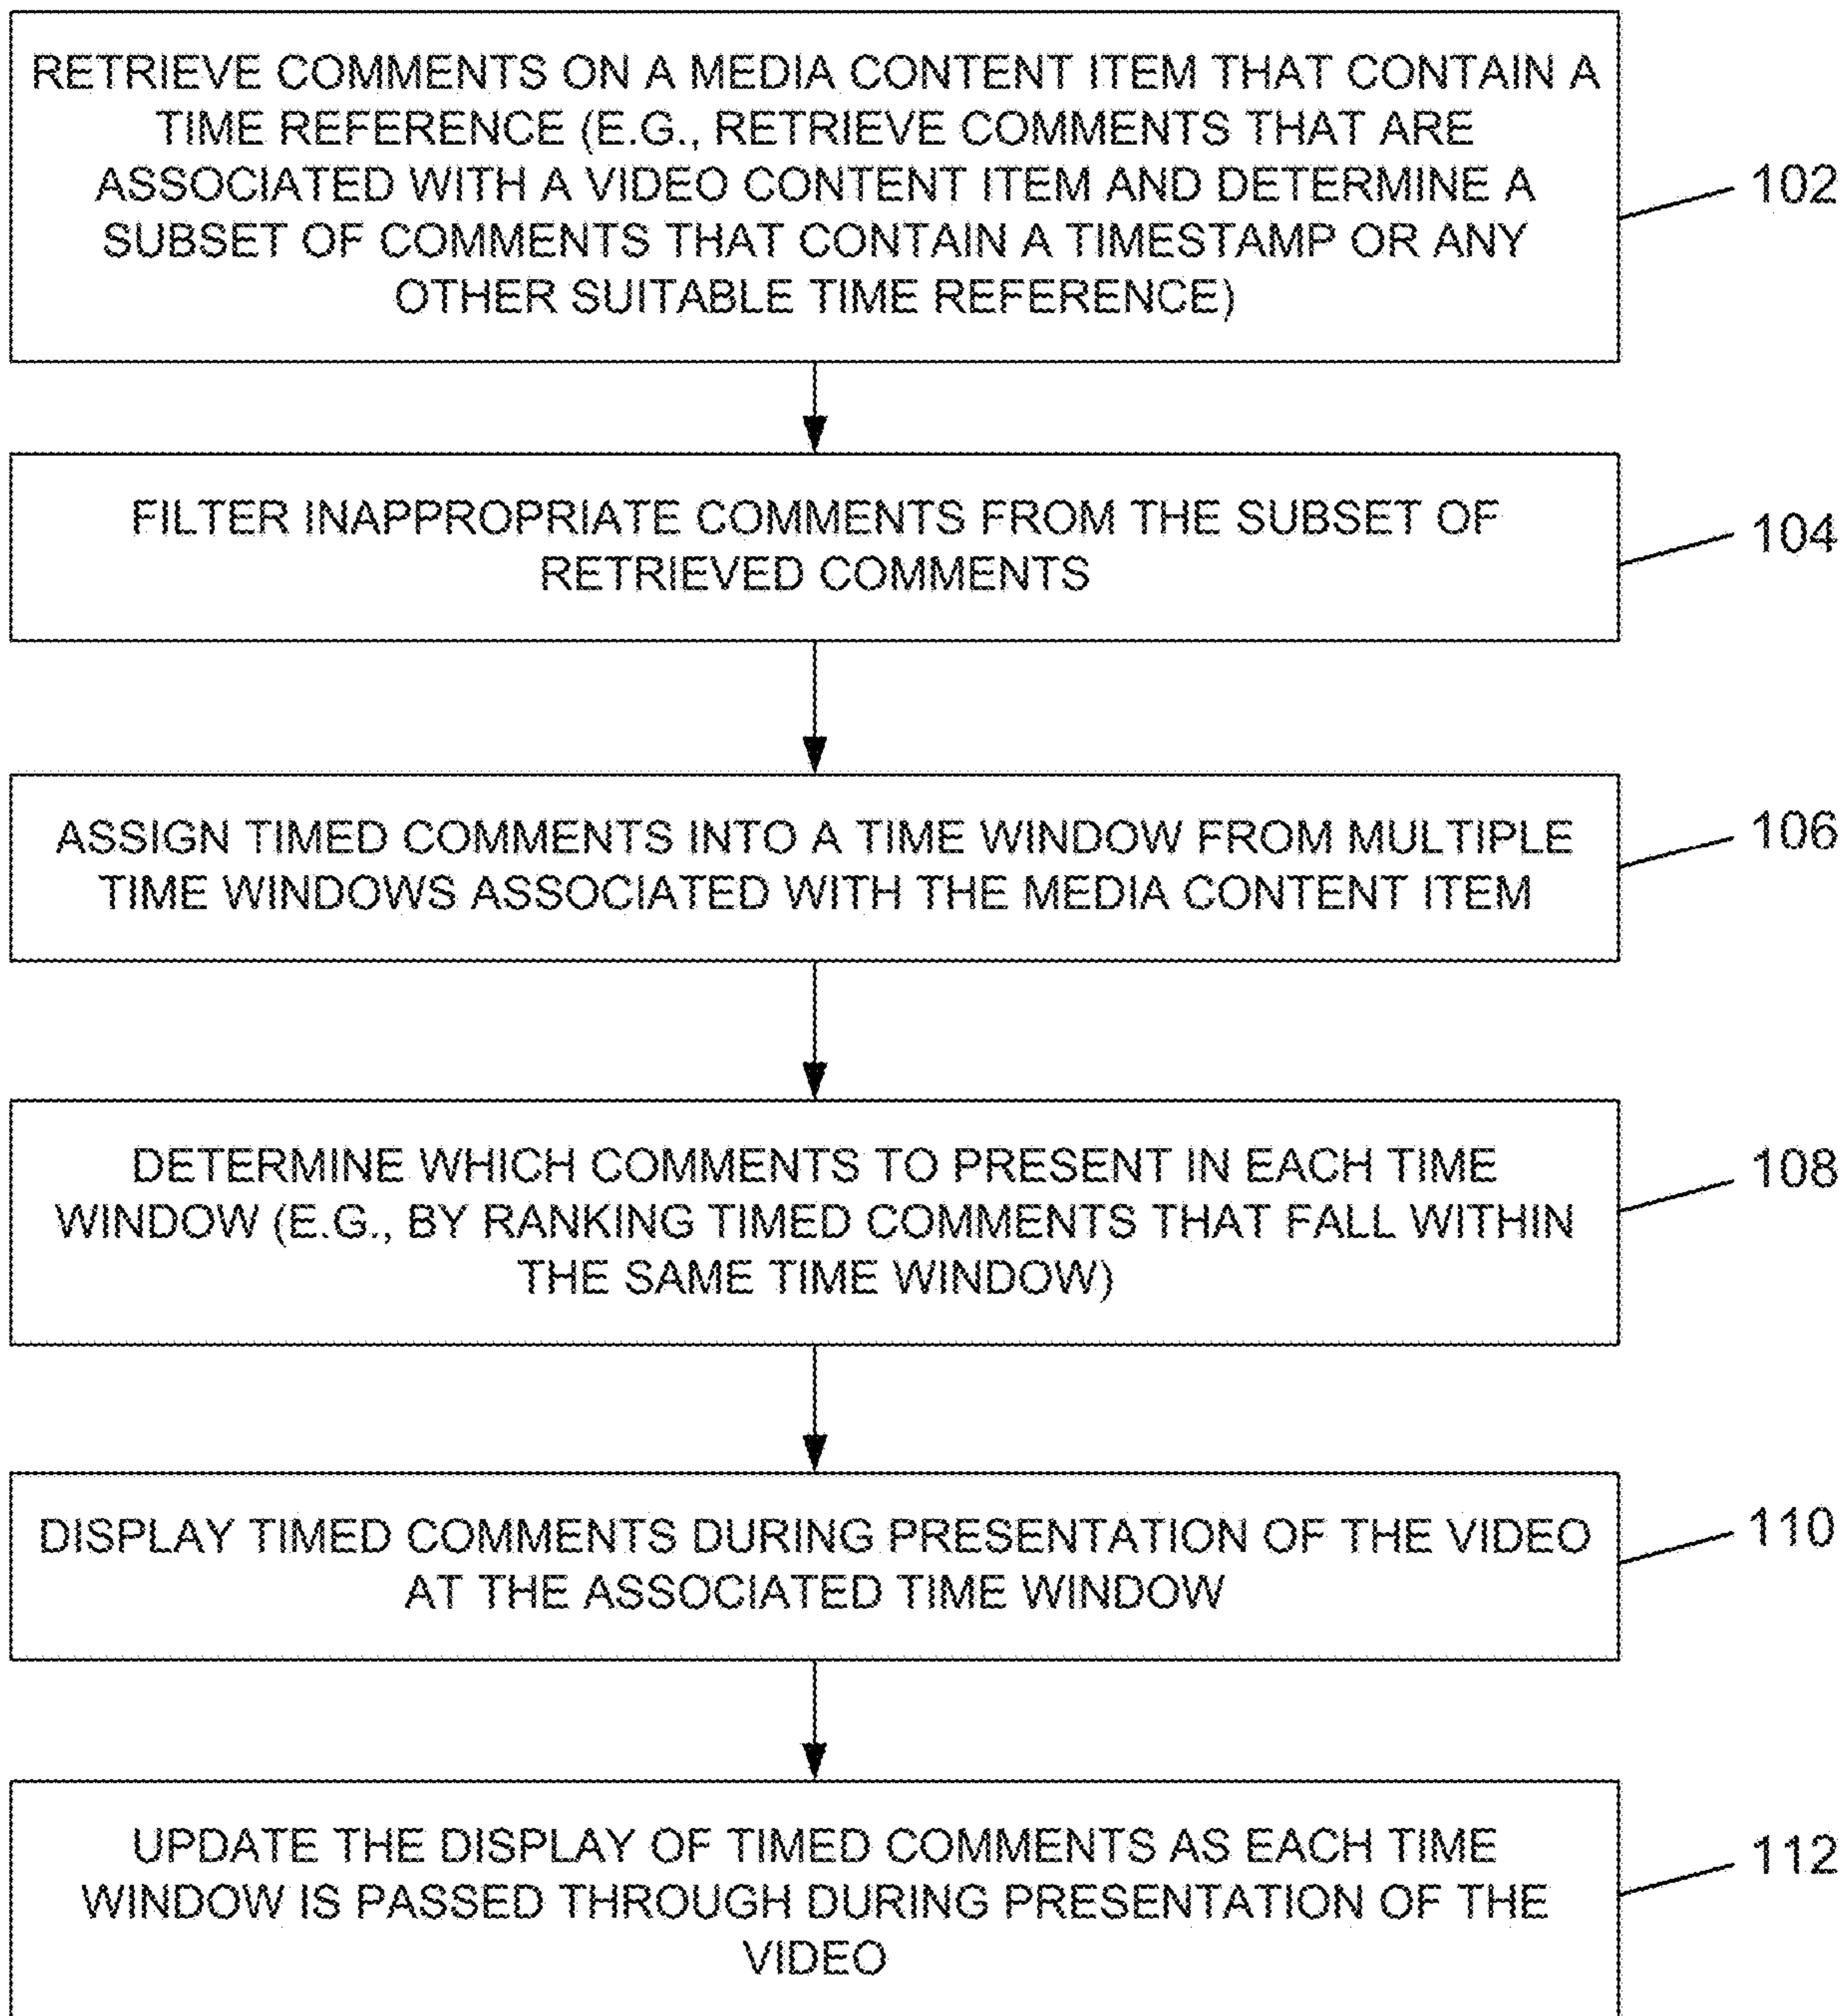 RETRIEVE COMMENTS ON A MEDIA CONTENT ITEM THAT CONTAIN A
TIME REFERENCE (E.G., RETRIEVE COMMENTS THAT ARE
ASSOCIATED WITH A VIDEO CONTENT ITEM AND DETERMINE A
SUBSET OF COMMENTS THAT CONTAIN A TIMESTAMP OR ANY
OTHER SUITABLE TIME REFERENCE)
102
FILTER INAPPROPRIATE COMMENTS FROM THE SUBSET OF
RETRIEVED COMMENTS
104
ASSIGN TIMED COMMENTS INTO A TIME WINDOW FROM MULTIPLE
TIME WINDOWS ASSOCIATED WITH THE MEDIA CONTENT ITEM
106
DETERMINE WHICH COMMENTS TO PRESENT IN EACH TIME
WINDOW (E.G., BY RANKING TIMED COMMENTS THAT FALL WITHIN
THE SAME TIME WINDOW)
108
DISPLAY TIMED COMMENTS DURING PRESENTATION OF THE VIDEO
AT THE ASSOCIATED TIME WINDOW
110
UPDATE THE DISPLAY OF TIMED COMMENTS AS EACH TIME
WINDOW IS PASSED THROUGH DURING PRESENTATION OF THE
VIDEO
112